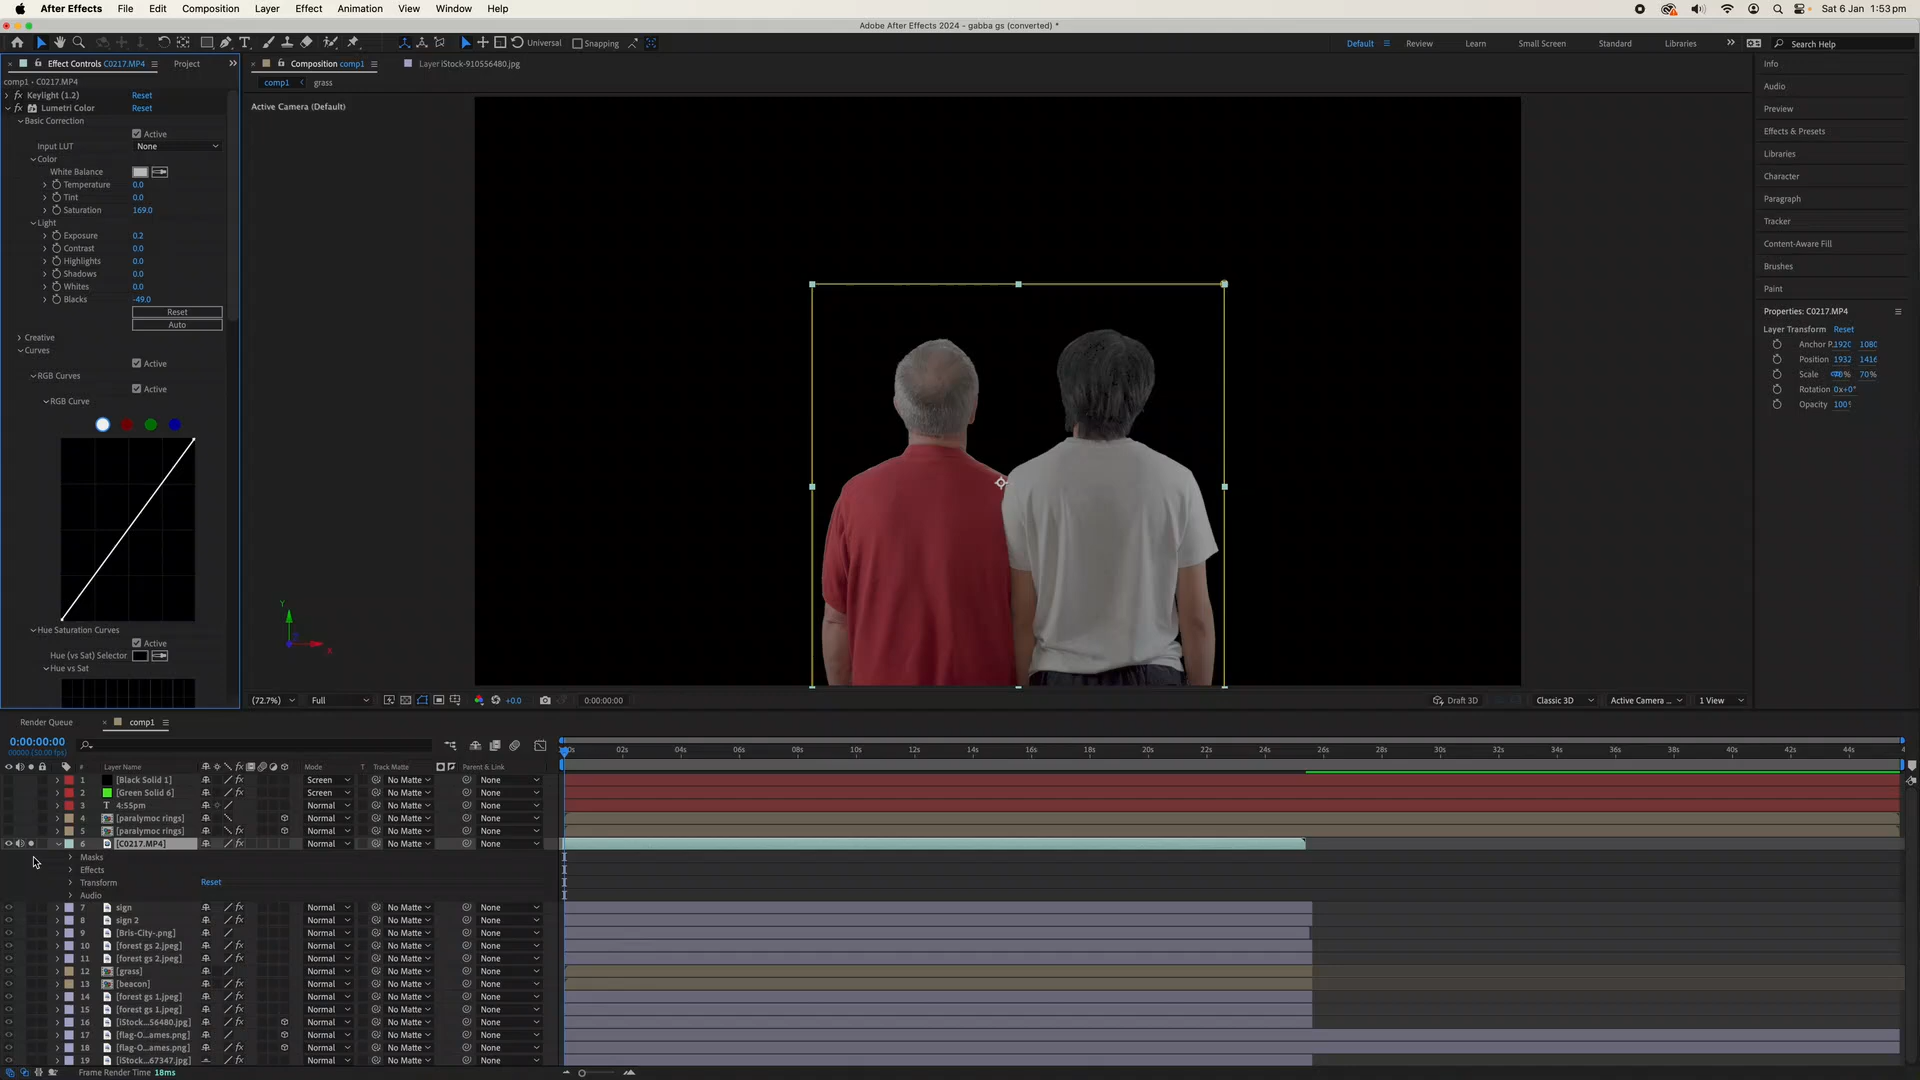 After Effects File Edit Composition Layer Effect Animation View Window Help Sat 6 Jan 1:53pm
Adobe After Effects 2024 - gabba gs (converted) *
Universal Snapping Default Review Learn Small Screen Standard Libraries Search Help
Effect Controls C0217.MP4 Project Composition comp1 Layer iStock-910556480.jpg Info
comp1 • C0217.MP4 comp1 grass
Audio
Keylight (1.2) Reset
Lumetri Color Reset
Active Camera (Default)
Preview
Basic Correction
Active
Effects & Presets
Input LUT None
Libraries
Color
White Balance
Character
Temperature 0.0
Tint 0.0
Paragraph
Saturation 169.0
Tracker
Light
Exposure 0.2
Content-Aware Fill
Contrast 0.0
Highlights 0.0
Brushes
Shadows 0.0
Whites 0.0
Paint
Blacks -49.0
Reset
Properties: C0217.MP4
Auto
Layer Transform Reset
Creative
Anchor P. 1080
Curves
Position 1932 1416
Active
Scale 70% 70%
RGB Curves
Rotation 0x+0°
Active
Opacity
RGB Curve
Y
X
Hue Saturation Curves
Active
Hue (vs Sat) Selector
Hue vs Sat
(72.7%) Full +0.0 0:00:00:00 Draft 3D Classic 3D Active Camera ... 1 View
Render Queue comp1
0:00:00:00
00000 (50.00 fps)
02s 04s 06s 08s 10s 12s 14s 16s 18s 20s 22s 24s 26s 28s 30s 32s 34s 36s 38s 40s 42s 44s
# Layer Name Mode T Track Matte Parent & Link
1 [Black Solid 1] Screen No Matte None
2 [Green Solid 6] Screen No Matte None
3 T 4:55pm Normal No Matte None
4 [paralymoc rings] Normal No Matte None
5 [paralymoc rings] Normal No Matte None
6 [C0217.MP4] Normal No Matte None
Masks
Effects
Transform Reset
Audio
7 sign Normal No Matte None
8 sign 2 Normal No Matte None
9 [Bris-City-.png] Normal No Matte None
10 [forest gs 2.jpeg] Normal No Matte None
11 [forest gs 2.jpeg] Normal No Matte None
12 [grass] Normal No Matte None
13 [beacon] Normal No Matte None
14 [forest gs 1.jpeg] Normal No Matte None
15 [forest gs 1.jpeg] Normal No Matte None
16 [iStock...56480.jpg] Normal No Matte None
17 [flag-O...ames.png] Normal No Matte None
18 [flag-O...ames.png] Normal No Matte None
19 [iStock...67347.jpg] Normal No Matte None
Frame Render Time 18ms